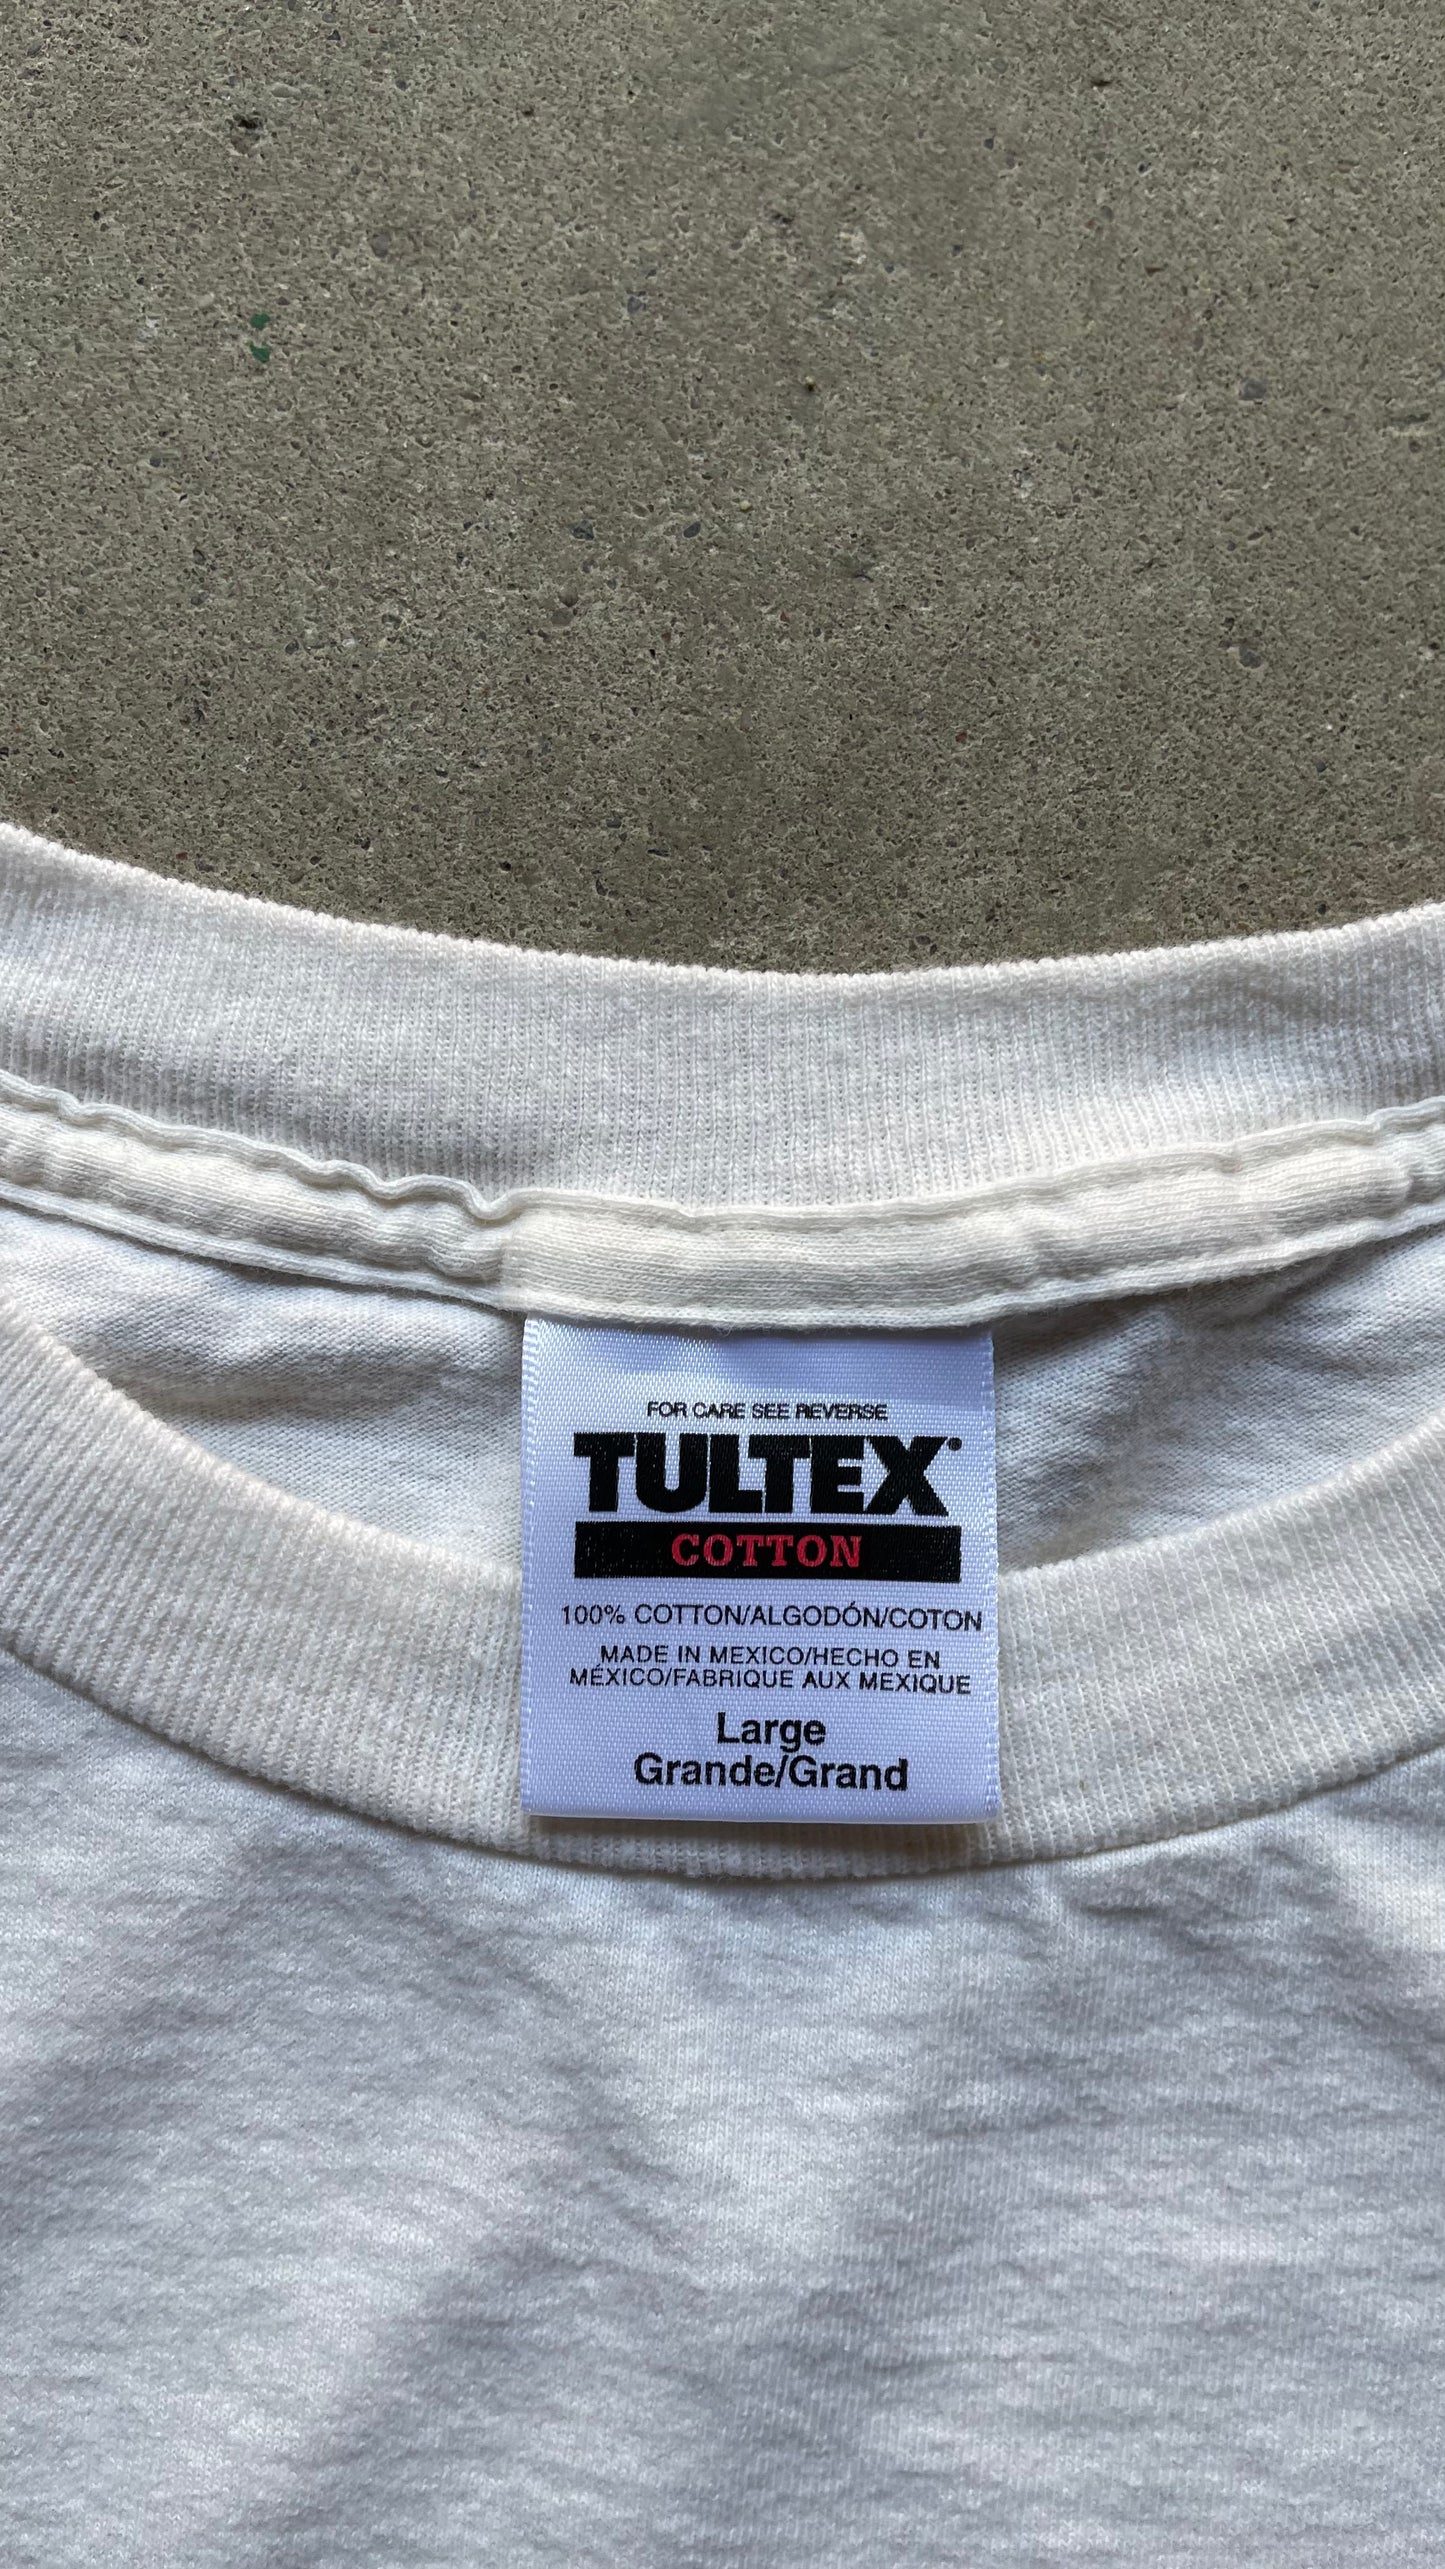 FOR CARE SEE REVERSE
TULTEX®
COTTON
100% COTTON/ALGODÓN/COTON
MADE IN MEXICO/HECHO EN
MÉXICO/FABRIQUE AUX MEXIQUE
Large
Grande/Grand